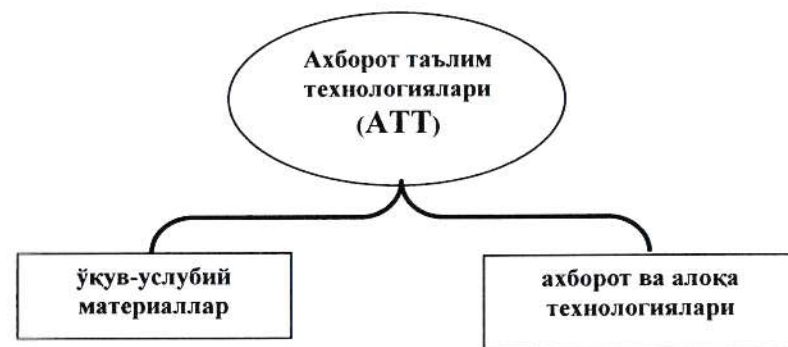 Ахборот таълим
технологиялари
(АТТ)
ўқув-услубий
материаллар
ахборот ва алоқа
технологиялари